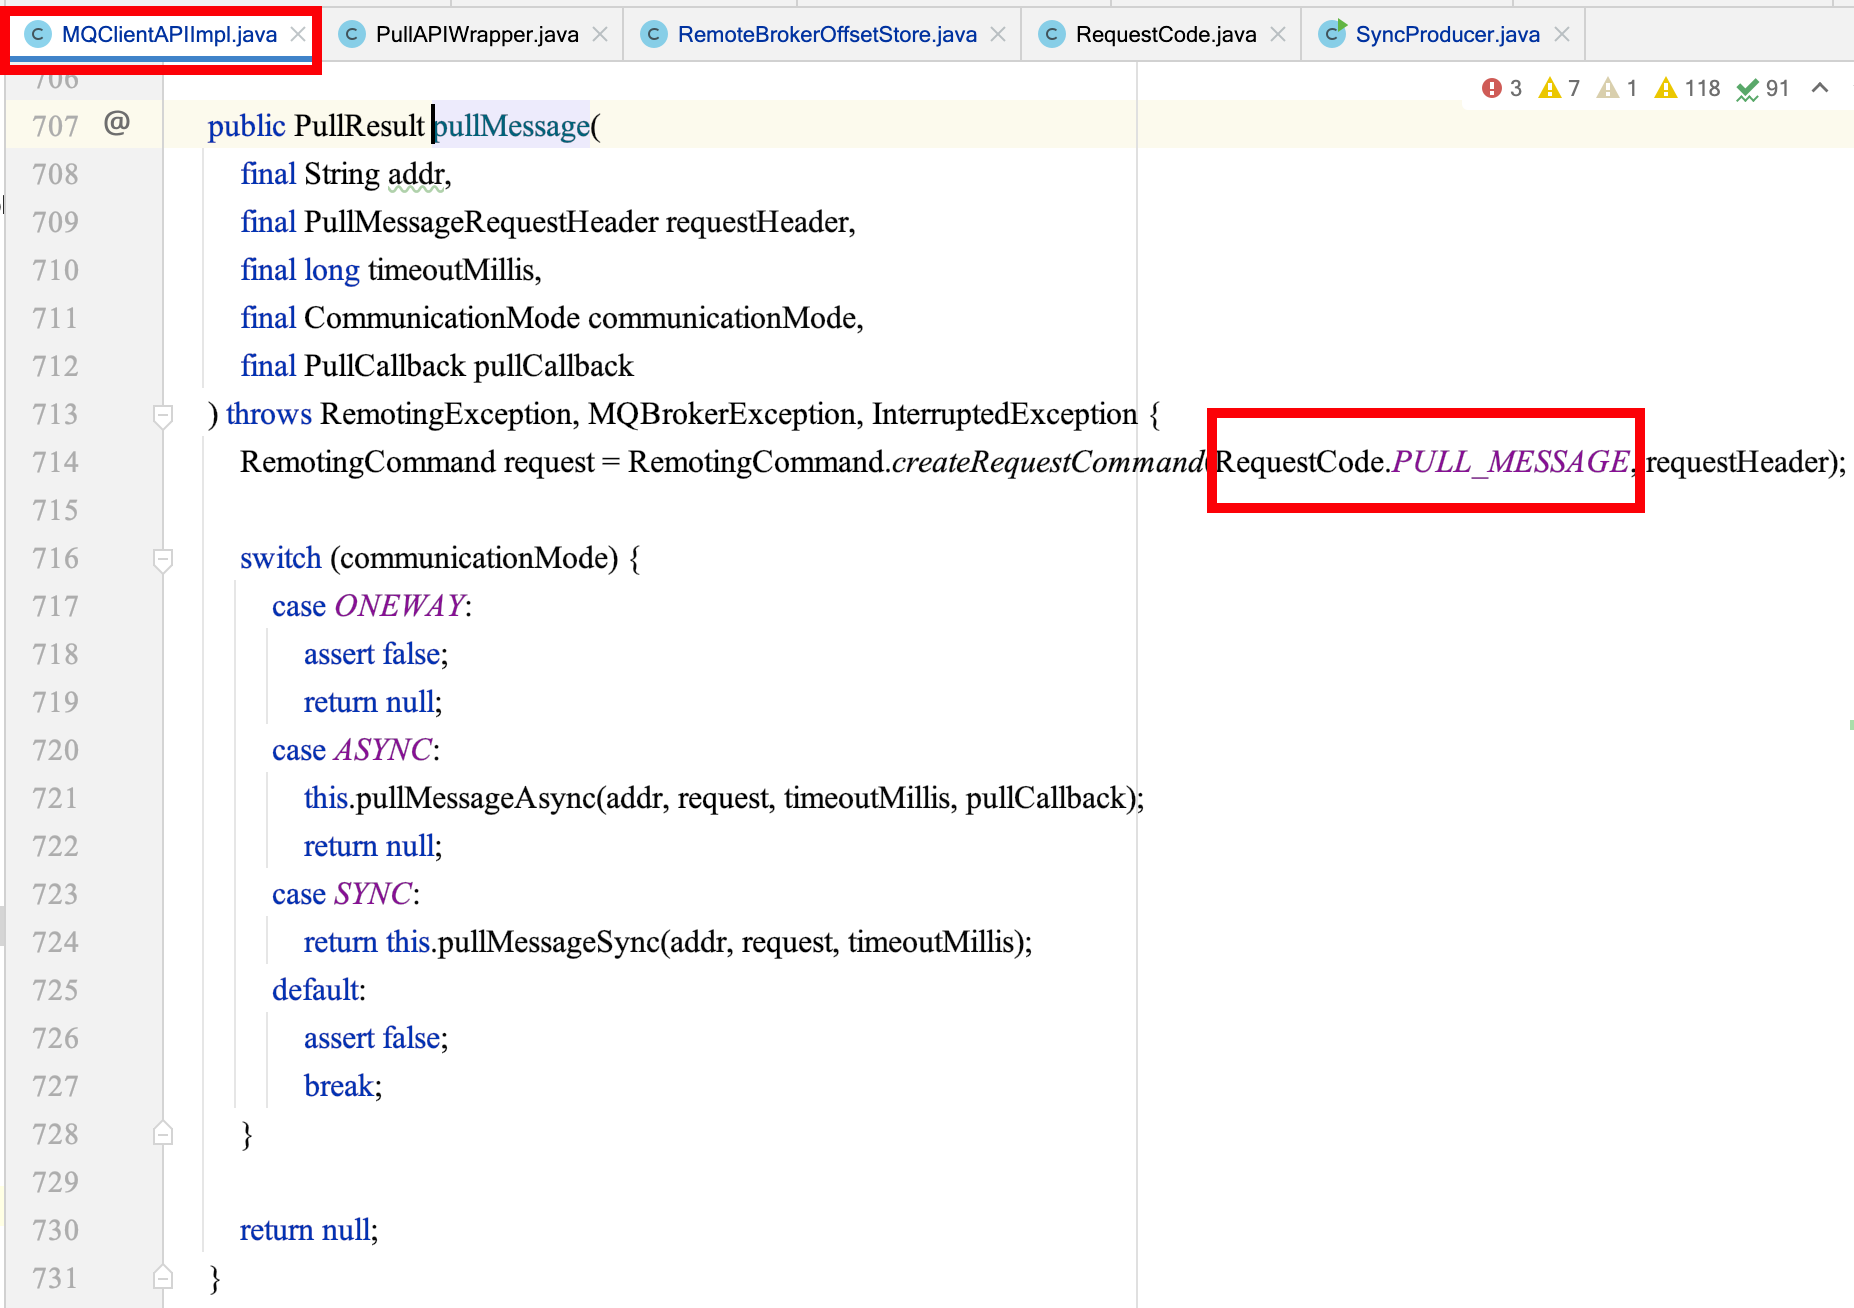 MQClientAPIImpl.java PullAPIWrapper.java RemoteBrokerOffsetStore.java RequestCode.java SyncProducer.java
706 3 7 1 118 91
707 @ public PullResult pullMessage(
708 final String addr,
709 final PullMessageRequestHeader requestHeader,
710 final long timeoutMillis,
711 final CommunicationMode communicationMode,
712 final PullCallback pullCallback
713 ) throws RemotingException, MQBrokerException, InterruptedException {
714 RemotingCommand request = RemotingCommand.createRequestCommand(RequestCode.PULL_MESSAGE, requestHeader);
715
716 switch (communicationMode) {
717 case ONEWAY:
718 assert false;
719 return null;
720 case ASYNC:
721 this.pullMessageAsync(addr, request, timeoutMillis, pullCallback);
722 return null;
723 case SYNC:
724 return this.pullMessageSync(addr, request, timeoutMillis);
725 default:
726 assert false;
727 break;
728 }
729
730 return null;
731 }